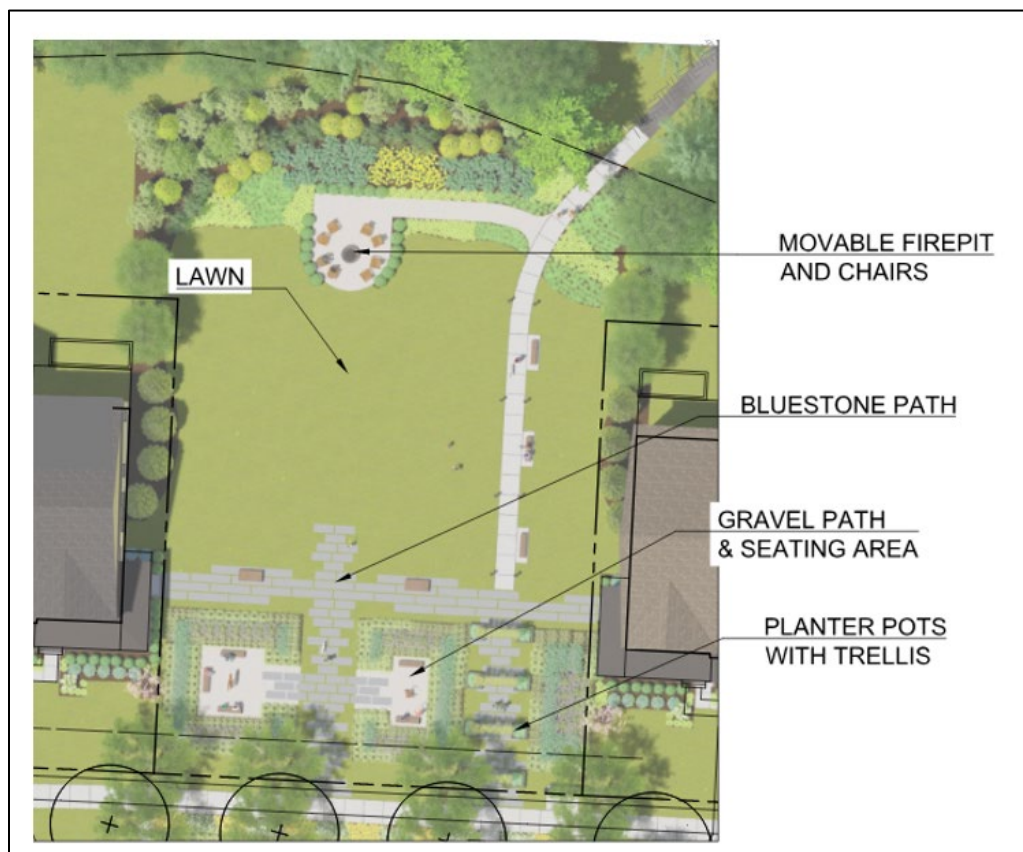 MOVABLE FIREPIT
AND CHAIRS
LAWN
BLUESTONE PATH
GRAVEL PATH
& SEATING AREA
PLANTER POTS
WITH TRELLIS